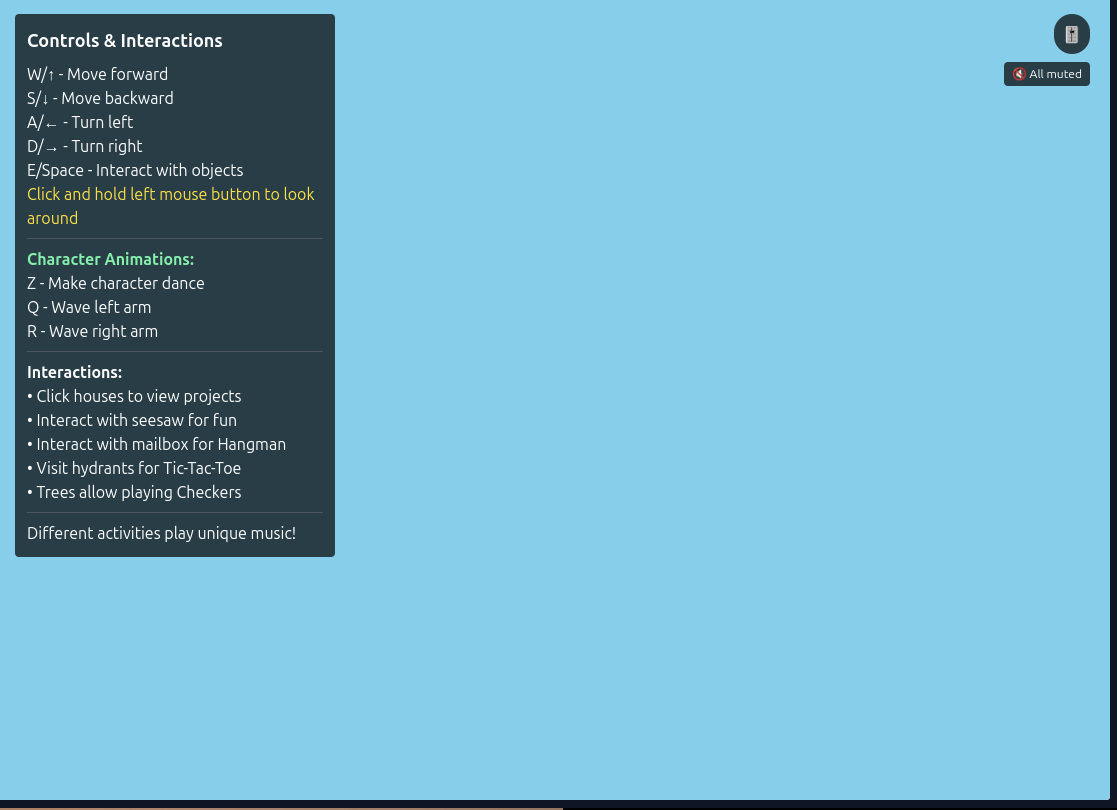 Controls & Interactions
W/↑ - Move forward
S/↓ - Move backward
A/← - Turn left
D/→ - Turn right
E/Space - Interact with objects
Click and hold left mouse button to look
around
Character Animations:
Z - Make character dance
Q - Wave left arm
R - Wave right arm
Interactions:
• Click houses to view projects
• Interact with seesaw for fun
• Interact with mailbox for Hangman
• Visit hydrants for Tic-Tac-Toe
• Trees allow playing Checkers
Different activities play unique music!
🔇 All muted